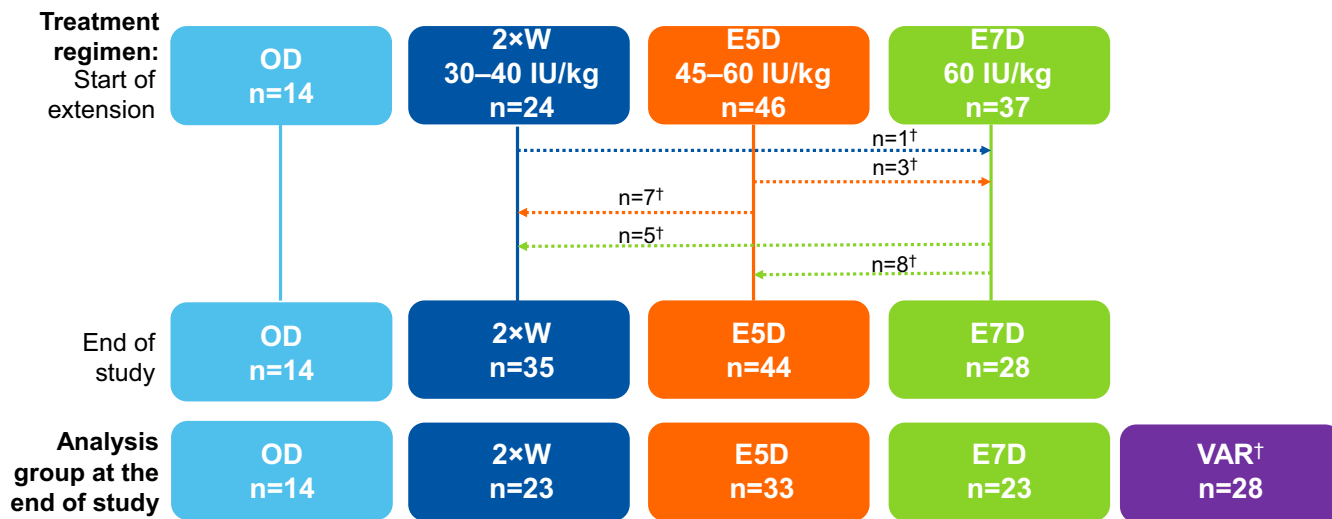 Treatment
regimen:
Start of
extension
OD
n=14
2×W
30–40 IU/kg
n=24
E5D
45–60 IU/kg
n=46
E7D
60 IU/kg
n=37
n=1†
n=3†
n=7†
n=5†
n=8†
End of
study
OD
n=14
2×W
n=35
E5D
n=44
E7D
n=28
Analysis
group at the
end of study
OD
n=14
2×W
n=23
E5D
n=33
E7D
n=23
VAR†
n=28